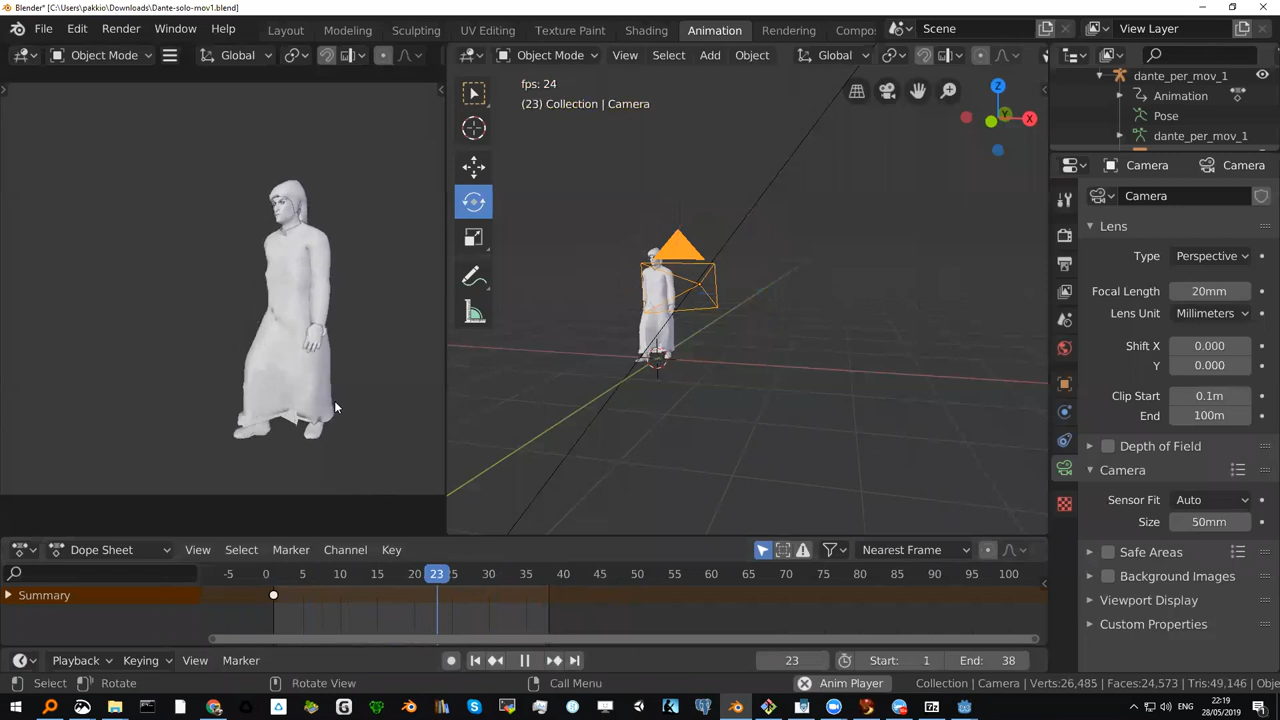 Blender* [C:\Users\pakkio\Downloads\Dante-solo-mov1.blend]
File Edit Render Window Help
Layout Modeling Sculpting UV Editing Texture Paint Shading Animation Rendering Compos
Scene
View Layer
Object Mode
Global
Object Mode View Select Add Object
Global
fps: 24
(23) Collection | Camera
Z
Y
X
dante_per_mov_1
Animation
Pose
dante_per_mov_1
Camera
Camera
Camera
Lens
Type Perspective
Focal Length 20mm
Lens Unit Millimeters
Shift X 0.000
Y 0.000
Clip Start 0.1m
End 100m
Depth of Field
Camera
Sensor Fit Auto
Size 50mm
Safe Areas
Background Images
Viewport Display
Custom Properties
Dope Sheet View Select Marker Channel Key
Nearest Frame
-5 0 5 10 15 20 23 25 30 35 40 45 50 55 60 65 70 75 80 85 90 95 100
Summary
Playback Keying View Marker
23
Start: 1
End: 38
Select
Rotate
Rotate View
Call Menu
Anim Player
Collection | Camera | Verts:26,485 | Faces:24,573 | Tris:49,146 | Obje
ENG
22:19
28/05/2019